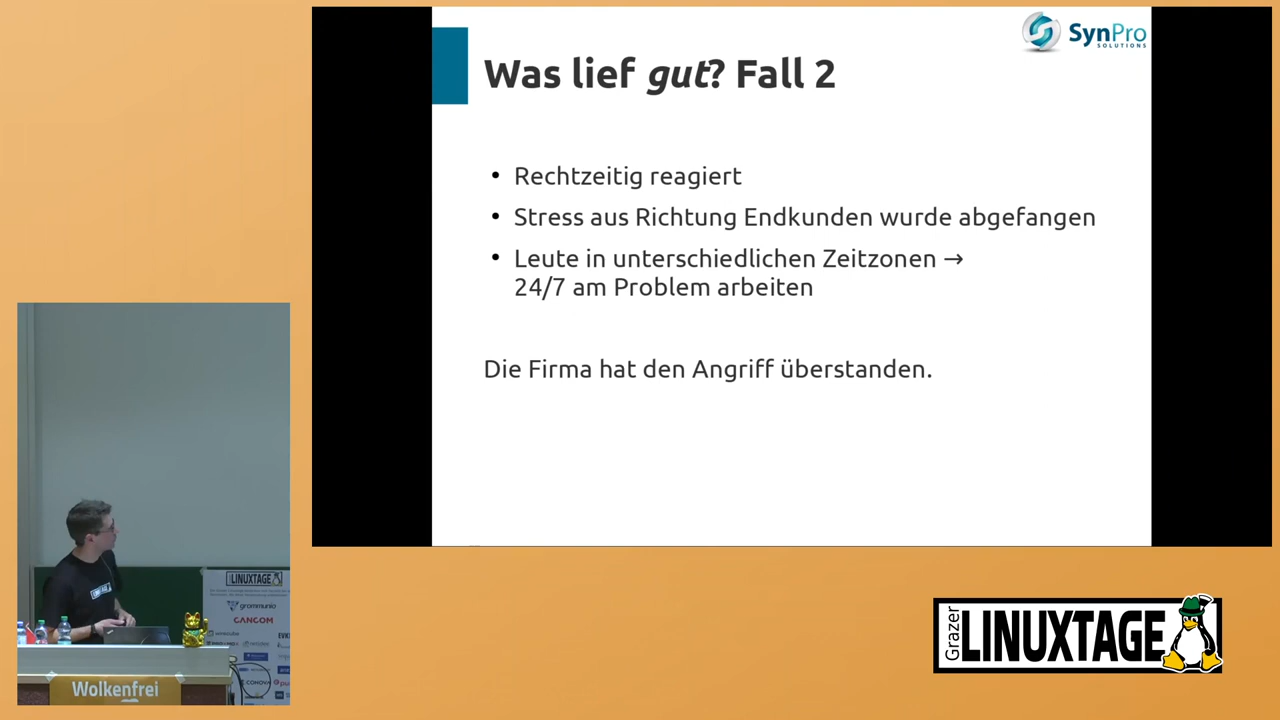 SynPro
SOLUTIONS
Was lief gut? Fall 2
• Rechtzeitig reagiert
• Stress aus Richtung Endkunden wurde abgefangen
• Leute in unterschiedlichen Zeitzonen →
24/7 am Problem arbeiten
Die Firma hat den Angriff überstanden.
LINUXTAGE
grommunio
CANCOM
Wolkenfrei
Grazer
LINUXTAGE